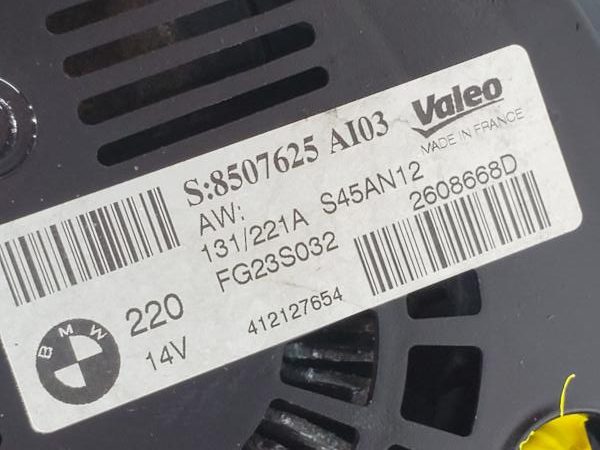 S:8507625 AI03
Valeo
MADE IN FRANCE
AW:
131/221A S45AN12
FG23S032
2608668D
BMW
220
14V
412127654